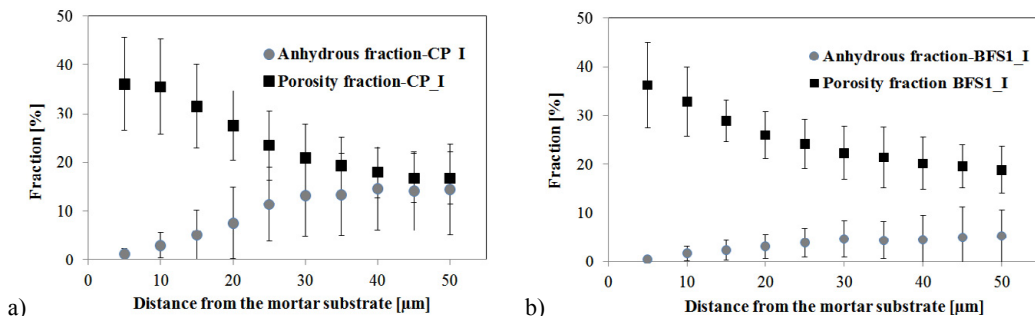 50
40
30
20
10
0
Fraction [%]
Anhydrous fraction-CP_I
Porosity fraction-CP_I
0 10 20 30 40 50
Distance from the mortar substrate [µm]
a)
50
40
30
20
10
0
Fraction [%]
Anhydrous fraction-BFS1_I
Porosity fraction BFS1_I
0 10 20 30 40 50
Distance from the mortar substrate [µm]
b)